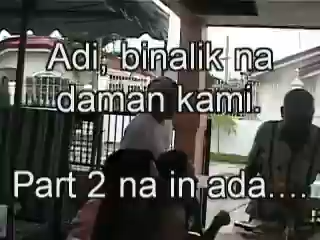 Adi, binalik na
daman kami.
Part 2 na in ada....